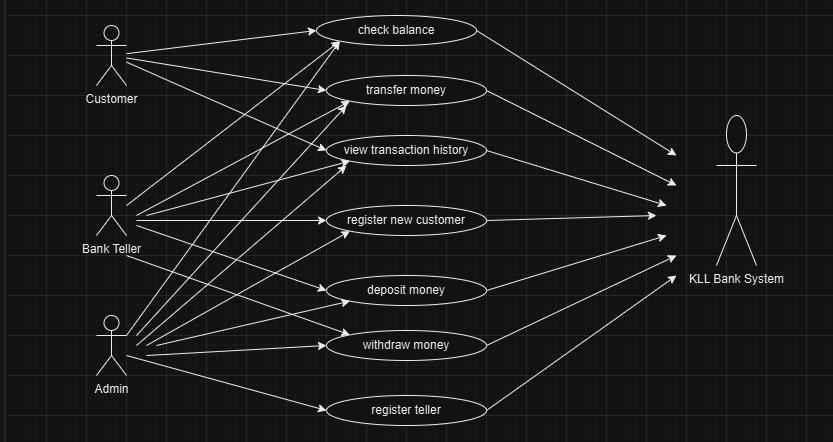 check balance
Customer
transfer money
view transaction history
Bank Teller
register new customer
KLL Bank System
deposit money
withdraw money
Admin
register teller